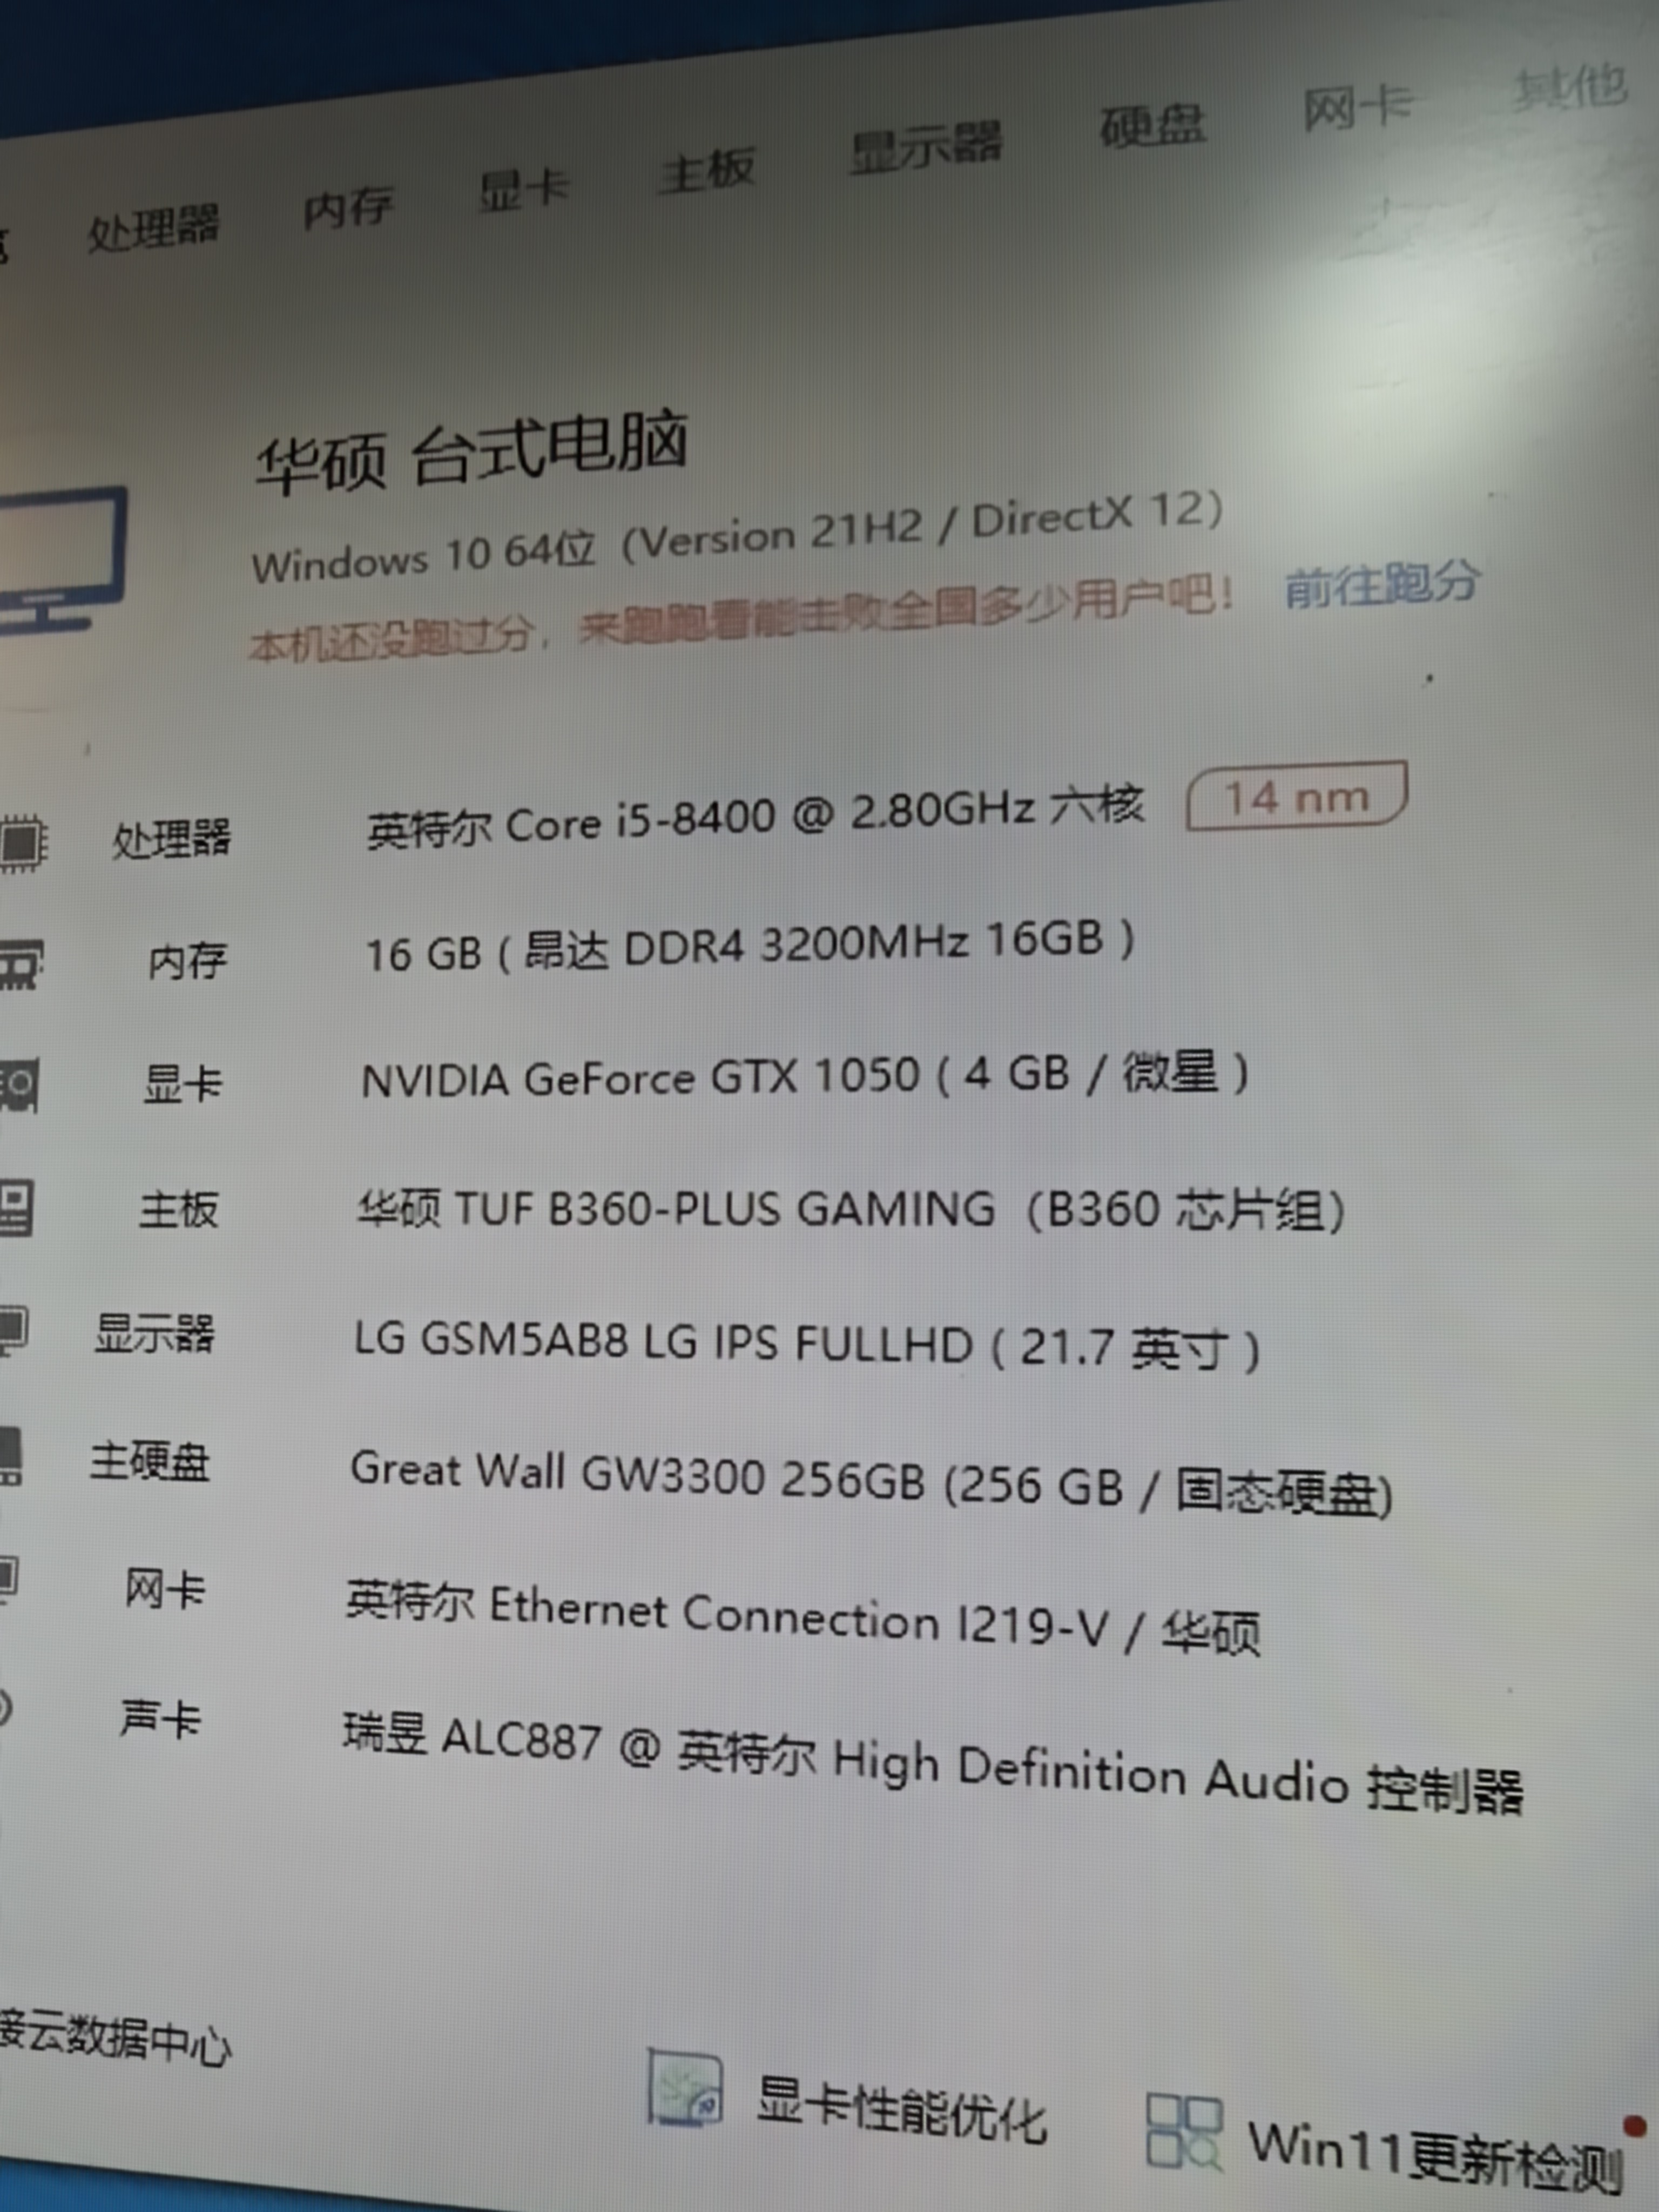 处理器 内存 显卡 主板 显示器 硬盘 网卡 其他
华硕 台式电脑
Windows 10 64位（Version 21H2 / DirectX 12）
本机还没跑过分，来跑跑看能击败全国多少用户吧！ 前往跑分
处理器 英特尔 Core i5-8400 @ 2.80GHz 六核 14 nm
内存 16 GB ( 昂达 DDR4 3200MHz 16GB )
显卡 NVIDIA GeForce GTX 1050 ( 4 GB / 微星 )
主板 华硕 TUF B360-PLUS GAMING（B360 芯片组）
显示器 LG GSM5AB8 LG IPS FULLHD ( 21.7 英寸 )
主硬盘 Great Wall GW3300 256GB (256 GB / 固态硬盘)
网卡 英特尔 Ethernet Connection I219-V / 华硕
声卡 瑞昱 ALC887 @ 英特尔 High Definition Audio 控制器
接云数据中心
显卡性能优化 Win11更新检测